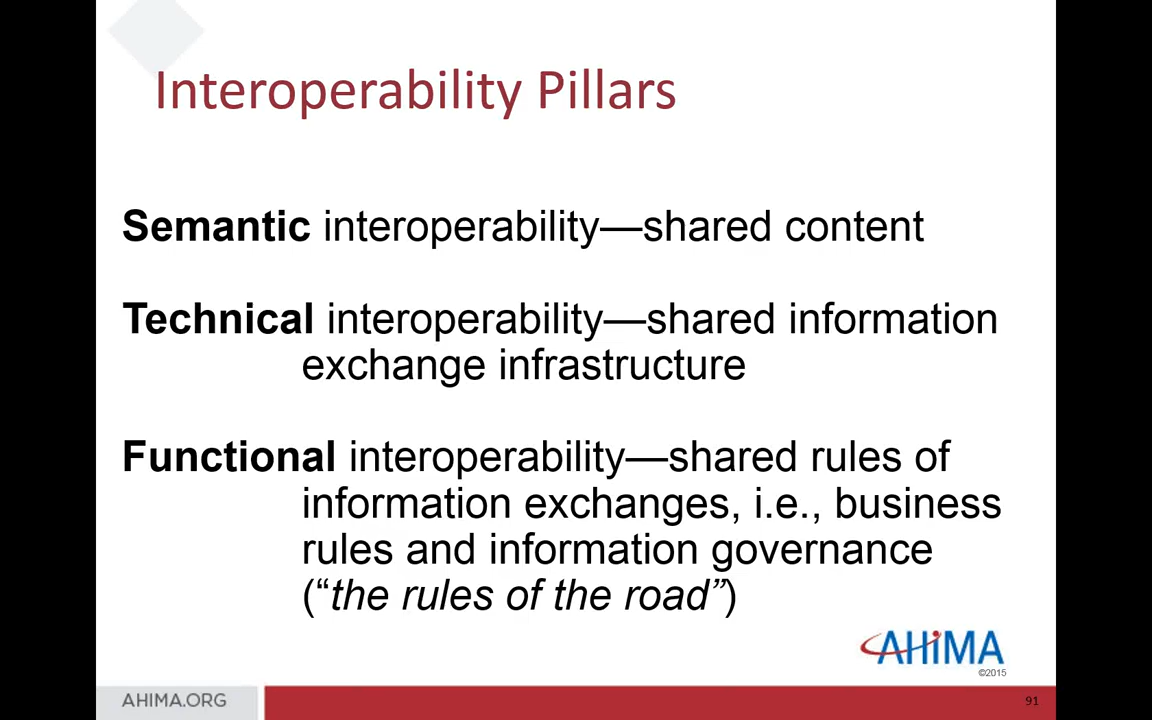 Interoperability Pillars
Semantic interoperability—shared content
Technical interoperability—shared information
exchange infrastructure
Functional interoperability—shared rules of
information exchanges, i.e., business
rules and information governance
(“the rules of the road”)
AHiMA
©2015
AHIMA.ORG
91